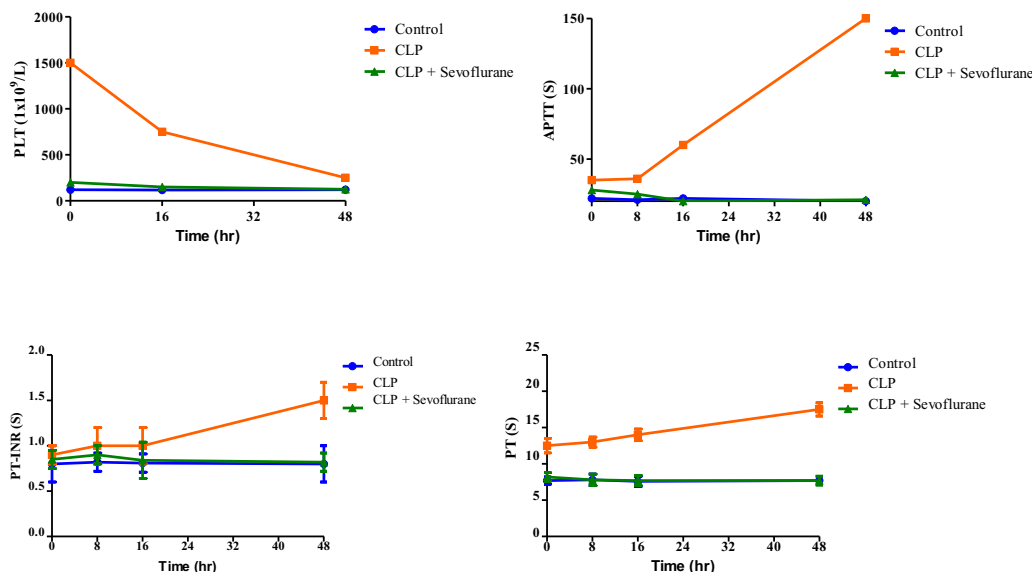 PLT (1x10^9/L)
2000
1500
1000
500
0
0 16 32 48
Time (hr)
Control
CLP
CLP + Sevoflurane
APTT (S)
150
100
50
0 8 16 24 32 40 48
Time (hr)
Control
CLP
CLP + Sevoflurane
PT-INR (S)
2.0
1.5
1.0
0.5
0.0
0 8 16 24 32 40 48
Time (hr)
Control
CLP
CLP + Sevoflurane
PT (S)
25
20
15
10
5
0
0 8 16 24 32 40 48
Time (hr)
Control
CLP
CLP + Sevoflurane